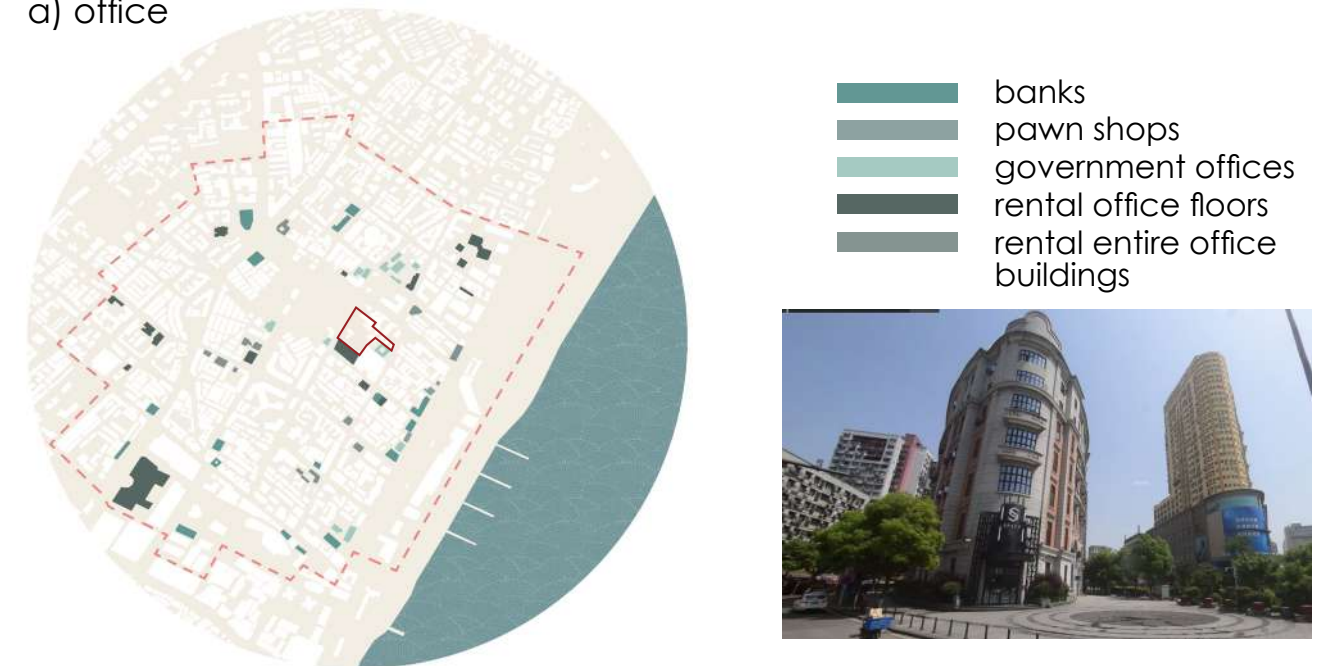 a) office
banks
pawn shops
government offices
rental office floors
rental entire office
buildings
S